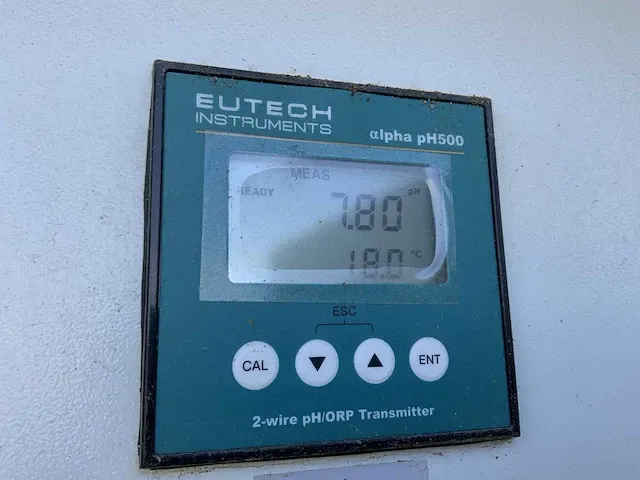 EUTECH
INSTRUMENTS
αlpha pH500
MEAS
READY
7.80 pH
18.0 °C
ESC
CAL
▼
▲
ENT
2-wire pH/ORP Transmitter